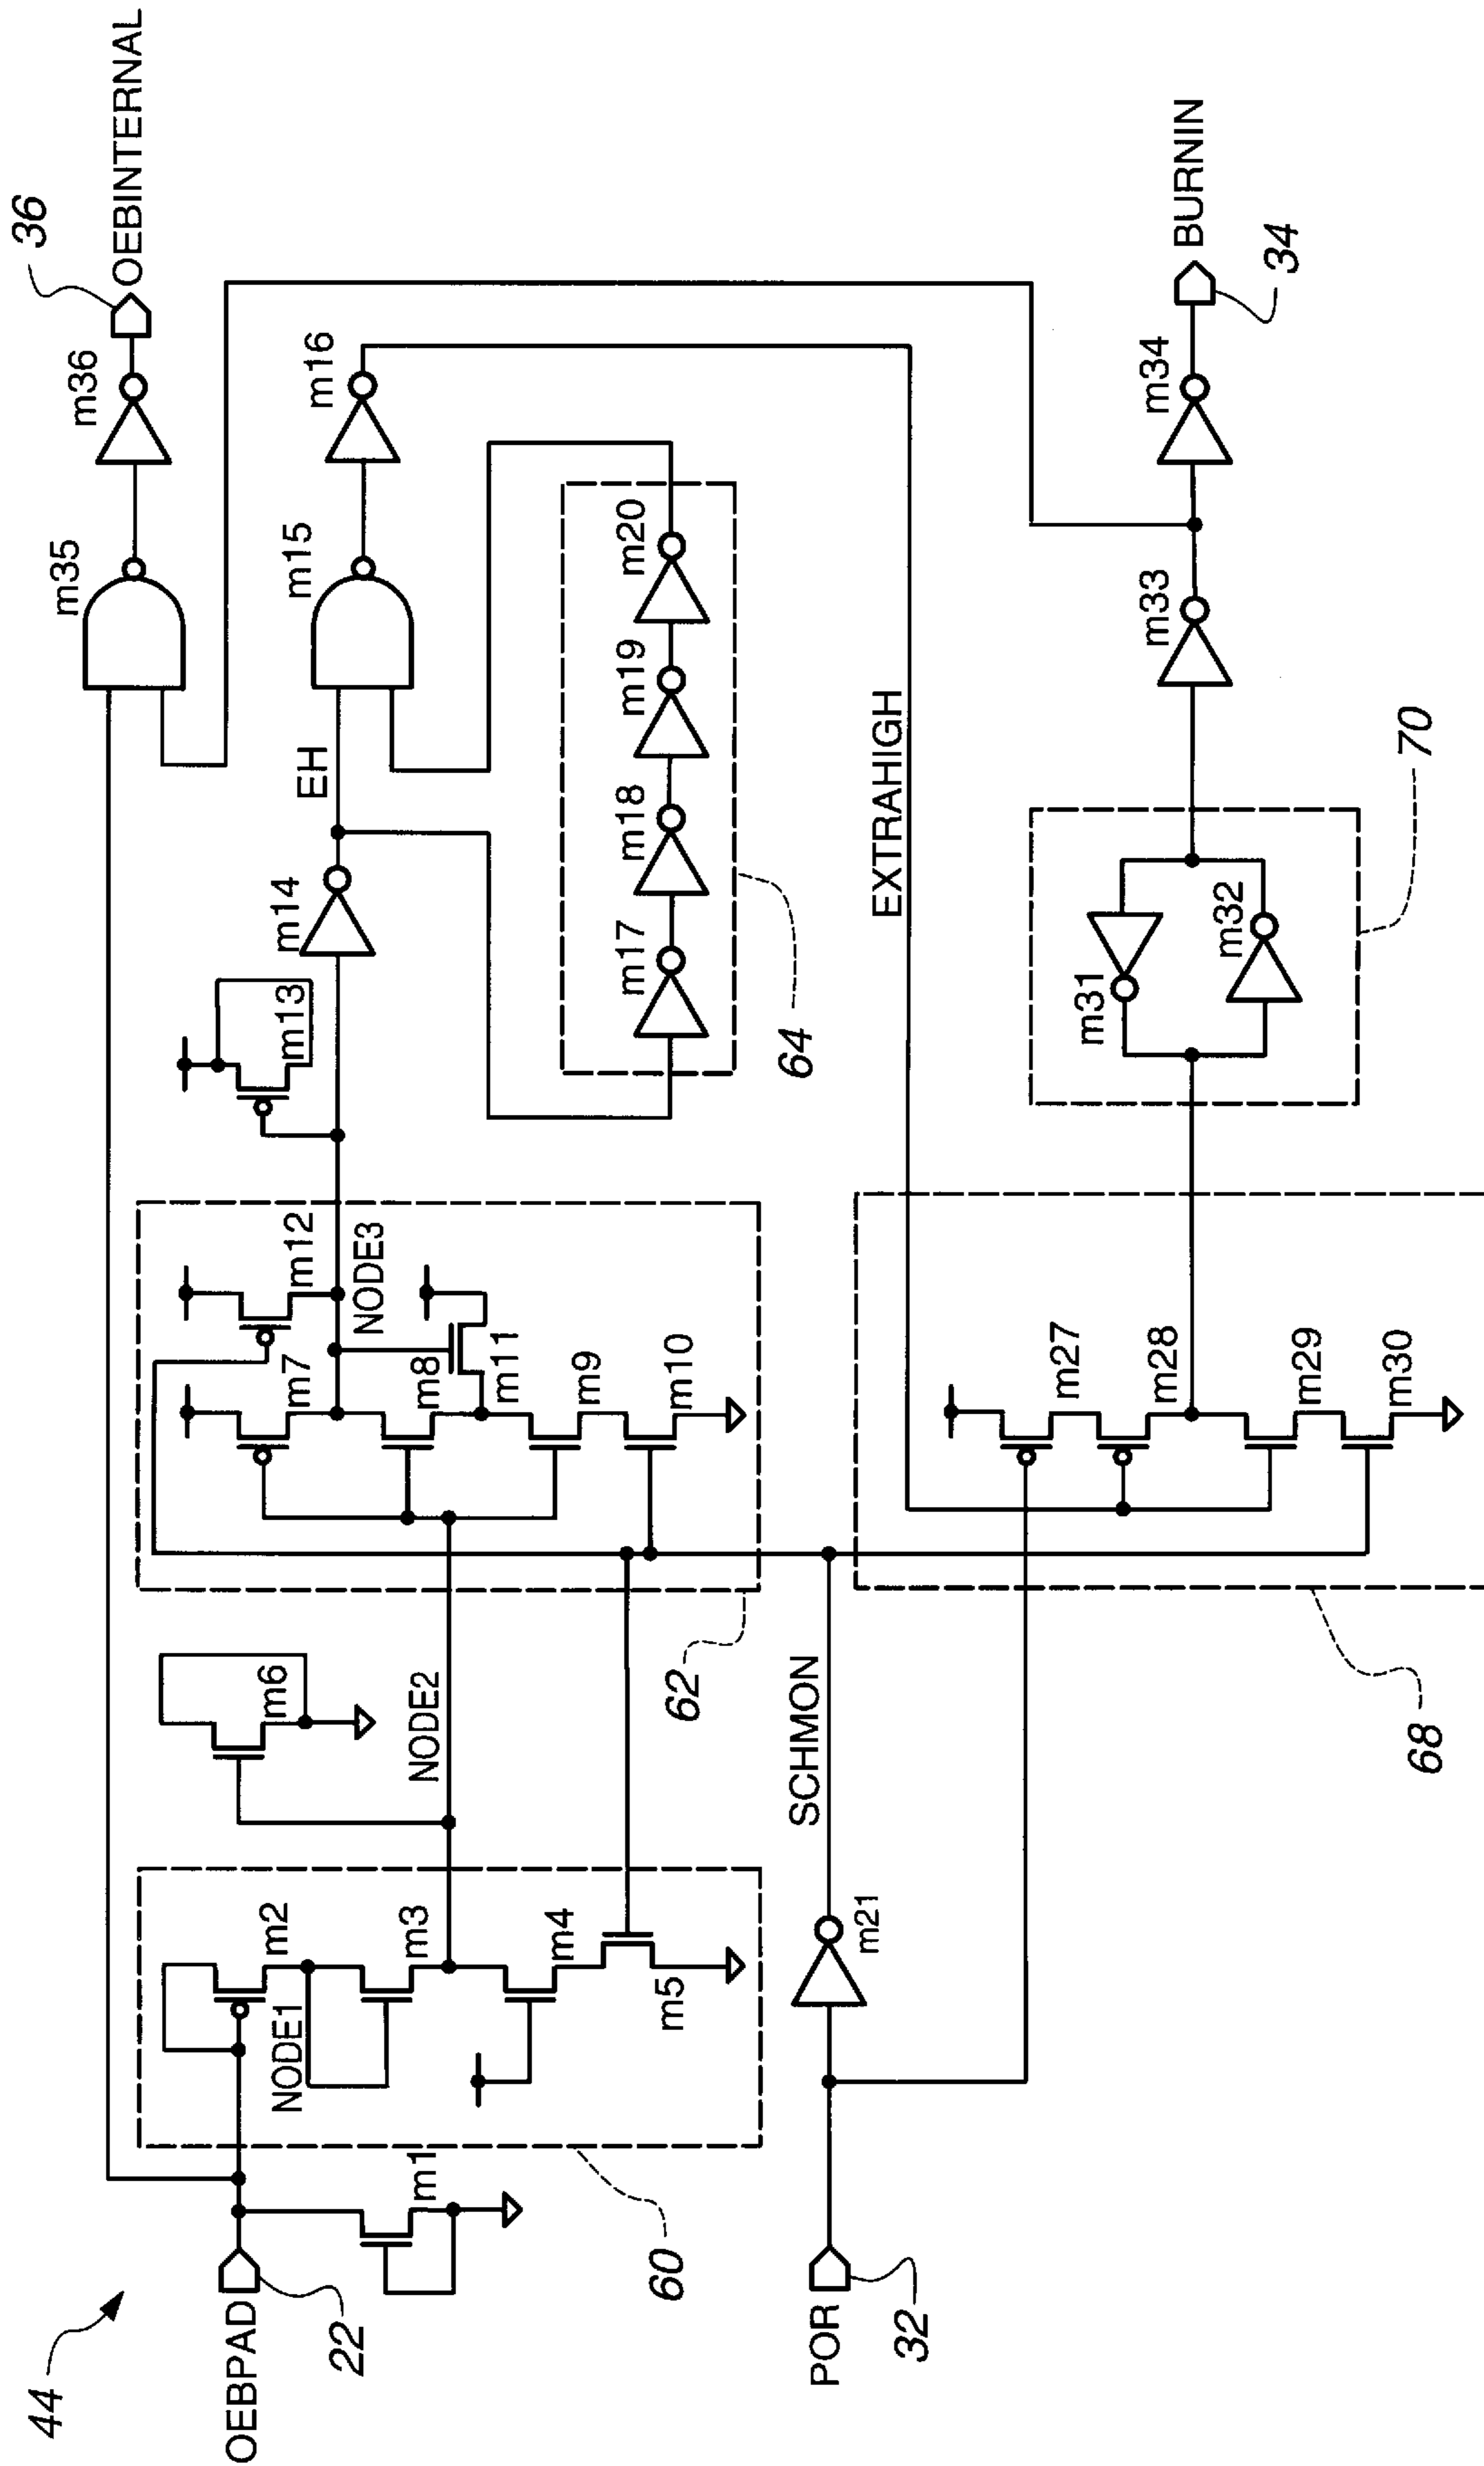 44
OEBPAD
22
m1
60
NODE1
m2
m3
m4
m5
m6
NODE2
62
m7
m12
NODE3
m8
m11
m9
m10
m13
m14
EH
m15
m16
m35
m36
36
OEBINTERNAL
m17
m18
m19
m20
64
EXTRAHIGH
POR
32
m21
SCHMON
68
m27
m28
m29
m30
m31
m32
70
m33
m34
BURNIN
34